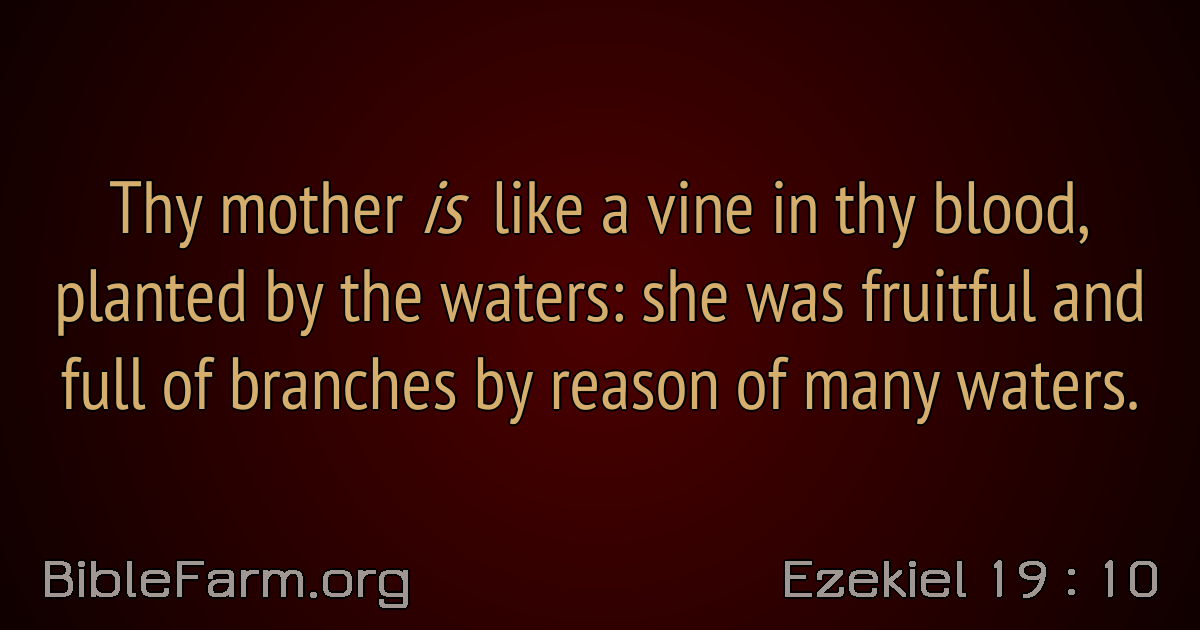 Thy mother is like a vine in thy blood,
planted by the waters: she was fruitful and
full of branches by reason of many waters.
BibleFarm.org
Ezekiel 19 : 10